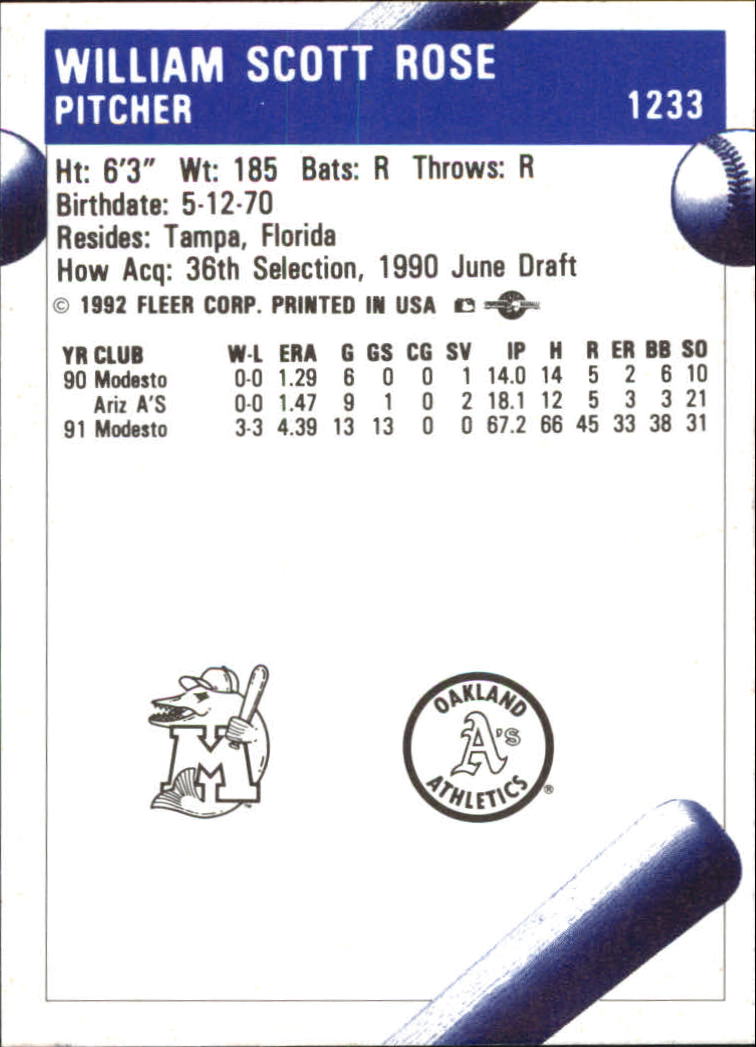 WILLIAM SCOTT ROSE
PITCHER 1233
Ht: 6'3" Wt: 185 Bats: R Throws: R
Birthdate: 5-12-70
Resides: Tampa, Florida
How Acq: 36th Selection, 1990 June Draft
© 1992 FLEER CORP. PRINTED IN USA
YR CLUB W-L ERA G GS CG SV IP H R ER BB SO
90 Modesto 0-0 1.29 6 0 0 1 14.0 14 5 2 6 10
Ariz A'S 0-0 1.47 9 1 0 2 18.1 12 5 3 3 21
91 Modesto 3-3 4.39 13 13 0 0 67.2 66 45 33 38 31
M
TM
OAKLAND
A's
ATHLETICS
®